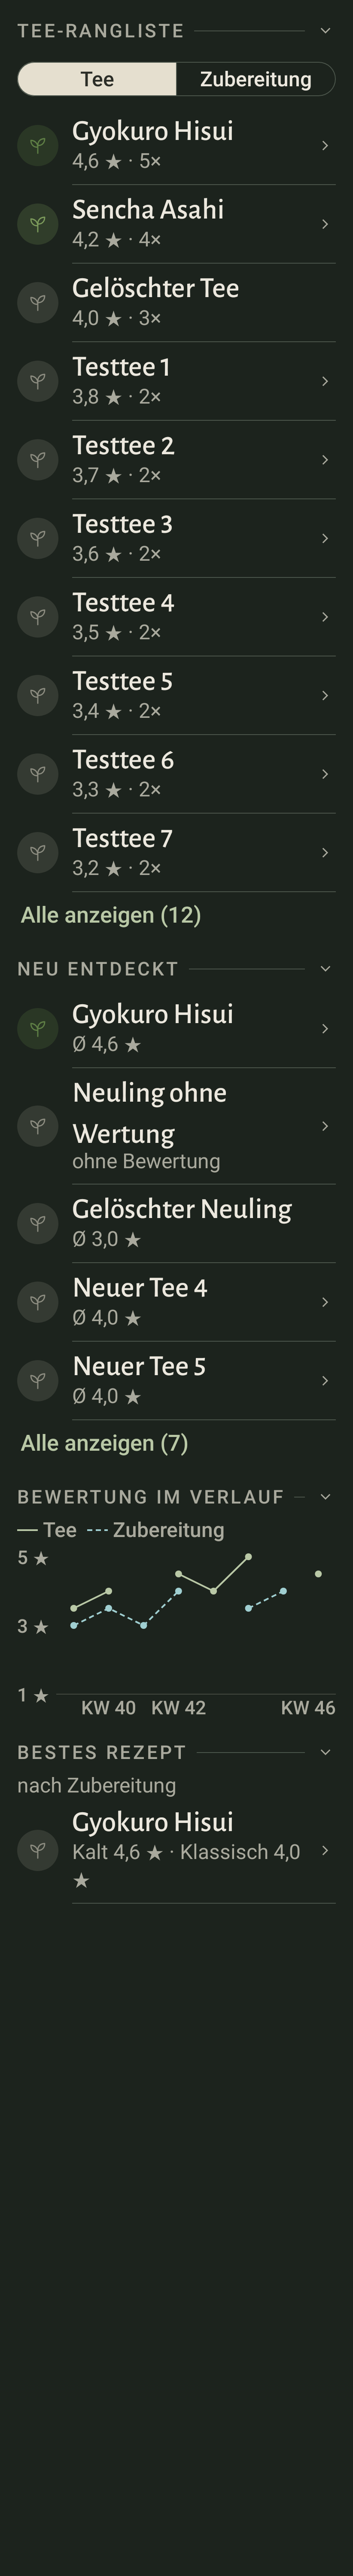 TEE-RANGLISTE
Tee
Zubereitung
Gyokuro Hisui
4,6 ★ · 5×
Sencha Asahi
4,2 ★ · 4×
Gelöschter Tee
4,0 ★ · 3×
Testtee 1
3,8 ★ · 2×
Testtee 2
3,7 ★ · 2×
Testtee 3
3,6 ★ · 2×
Testtee 4
3,5 ★ · 2×
Testtee 5
3,4 ★ · 2×
Testtee 6
3,3 ★ · 2×
Testtee 7
3,2 ★ · 2×
Alle anzeigen (12)
NEU ENTDECKT
Gyokuro Hisui
Ø 4,6 ★
Neuling ohne
Wertung
ohne Bewertung
Gelöschter Neuling
Ø 3,0 ★
Neuer Tee 4
Ø 4,0 ★
Neuer Tee 5
Ø 4,0 ★
Alle anzeigen (7)
BEWERTUNG IM VERLAUF
Tee Zubereitung
5 ★
3 ★
1 ★
KW 40 KW 42 KW 46
BESTES REZEPT
nach Zubereitung
Gyokuro Hisui
Kalt 4,6 ★ · Klassisch 4,0
★